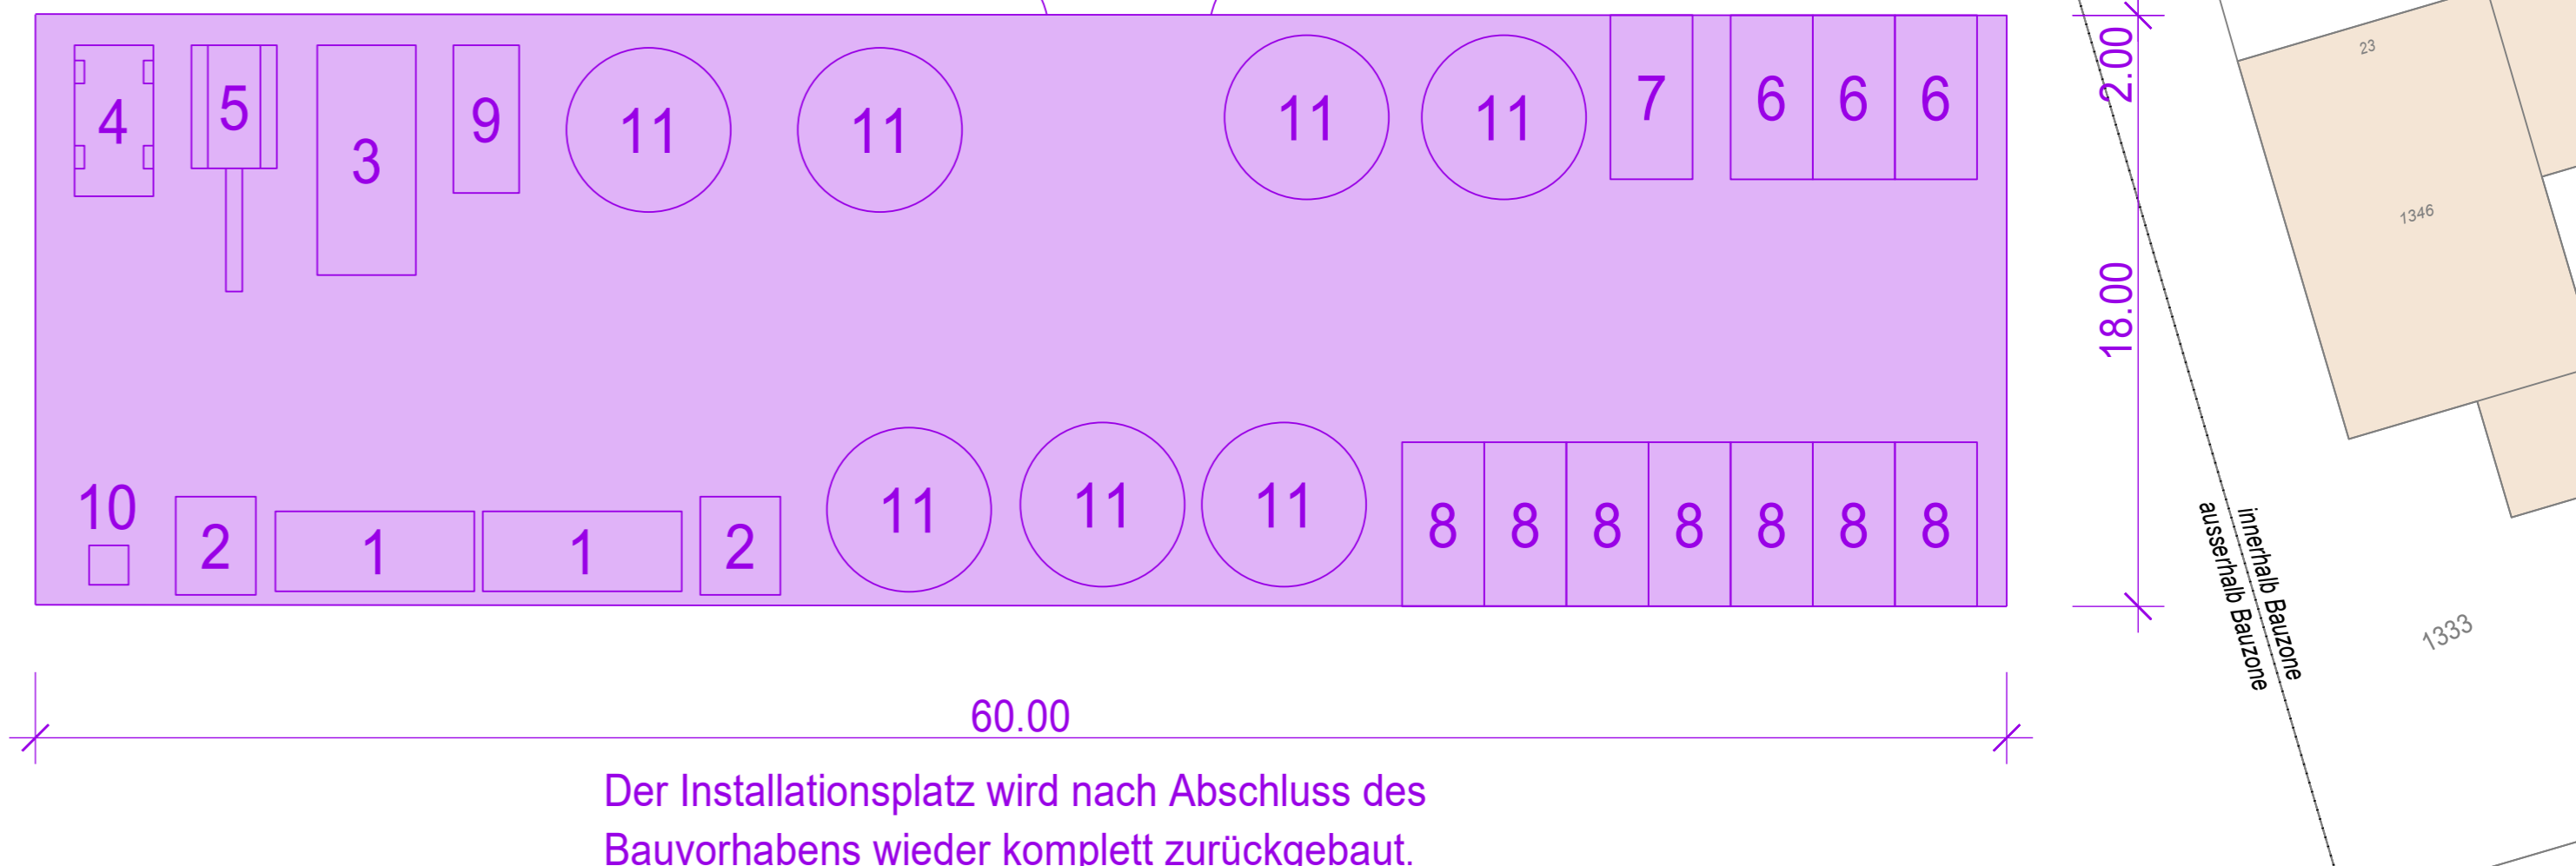 4 5 3 9 11 11 11 11 7 6 6 6
10 2 1 1 2 11 11 11 8 8 8 8 8 8 8
2.00
18.00
60.00
Der Installationsplatz wird nach Abschluss des
Bauvorhabens wieder komplett zurückgebaut.
23
1346
innerhalb Bauzone
ausserhalb Bauzone
1333